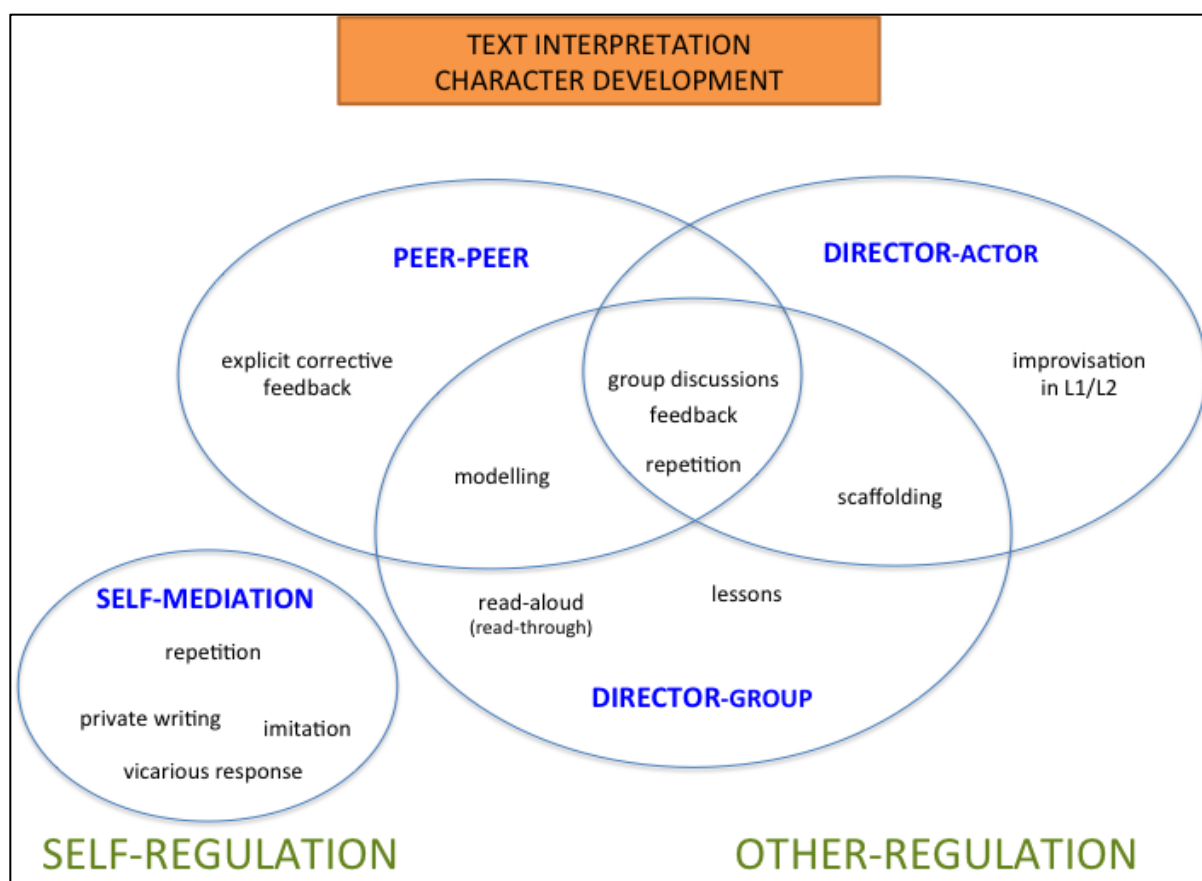 TEXT INTERPRETATION
CHARACTER DEVELOPMENT
PEER-PEER
DIRECTOR-ACTOR
explicit corrective
feedback
group discussions
feedback
repetition
improvisation
in L1/L2
modelling
scaffolding
read-aloud
(read-through)
lessons
DIRECTOR-GROUP
SELF-MEDIATION
repetition
private writing
imitation
vicarious response
SELF-REGULATION
OTHER-REGULATION